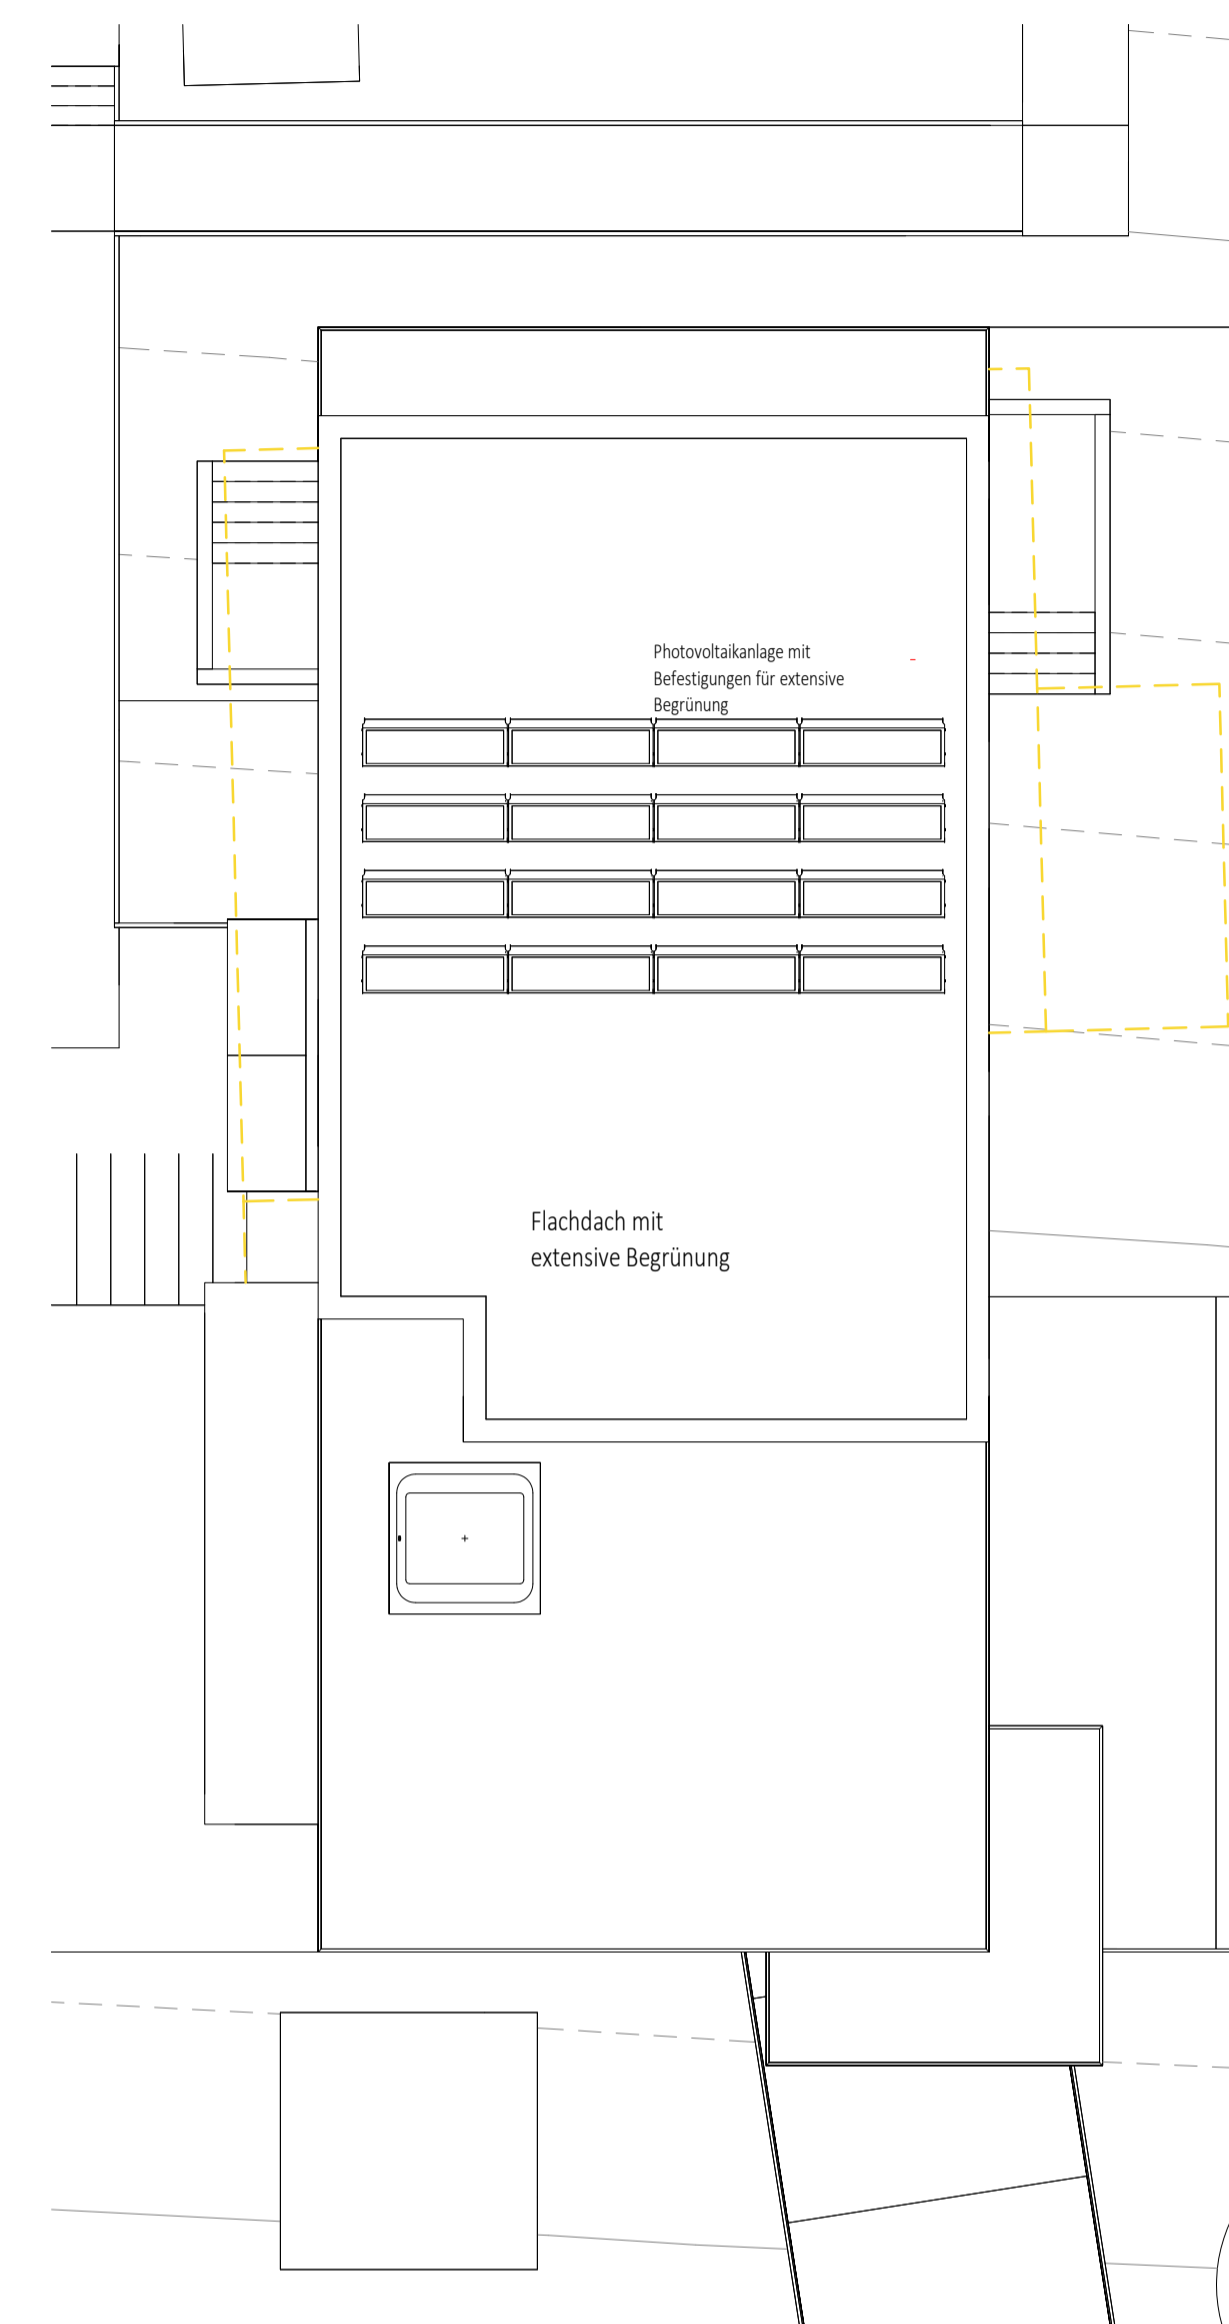 Photovoltaikanlage mit
Befestigungen für extensive
Begrünung
Flachdach mit
extensive Begrünung